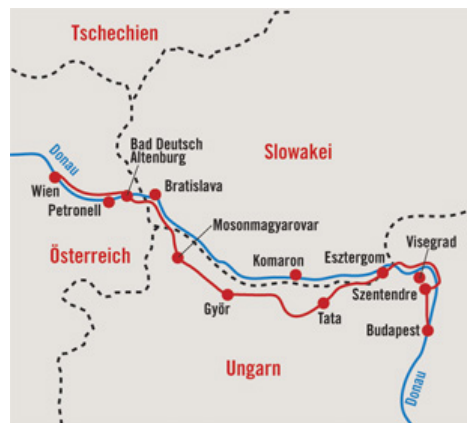 Tschechien
Donau
Bad Deutsch
Altenburg
Slowakei
Wien
Petronell
Bratislava
Österreich
Mosonmagyarovar
Komaron
Esztergom
Visegrad
Györ
Tata
Szentendre
Budapest
Ungarn
Donau